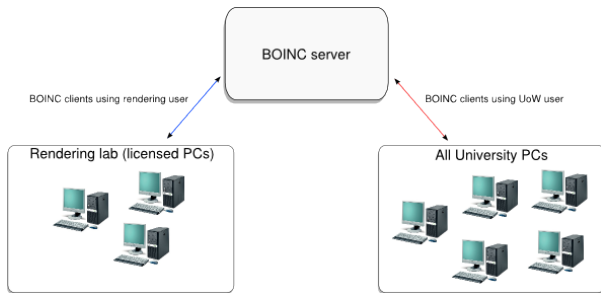 BOINC server
BOINC clients using rendering user
BOINC clients using UoW user
Rendering lab (licensed PCs)
All University PCs